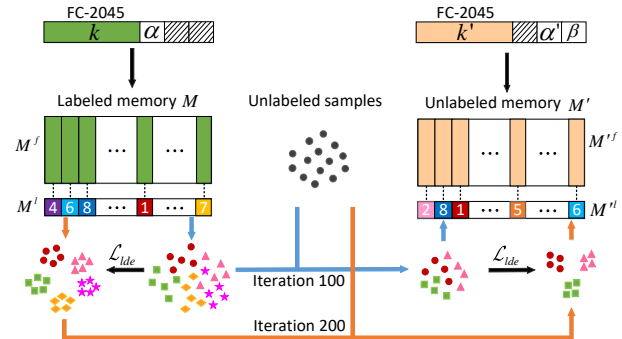 FC-2045
FC-2045
k α
k' α' β
Labeled memory M
Unlabeled samples
Unlabeled memory M'
M^f ... ...
M'^f ... ...
M^l 4 6 8 ... 1 ... 7
2 8 1 ... 5 ... 6 M'^l
ℒ_lde
ℒ_lde
Iteration 100
Iteration 200